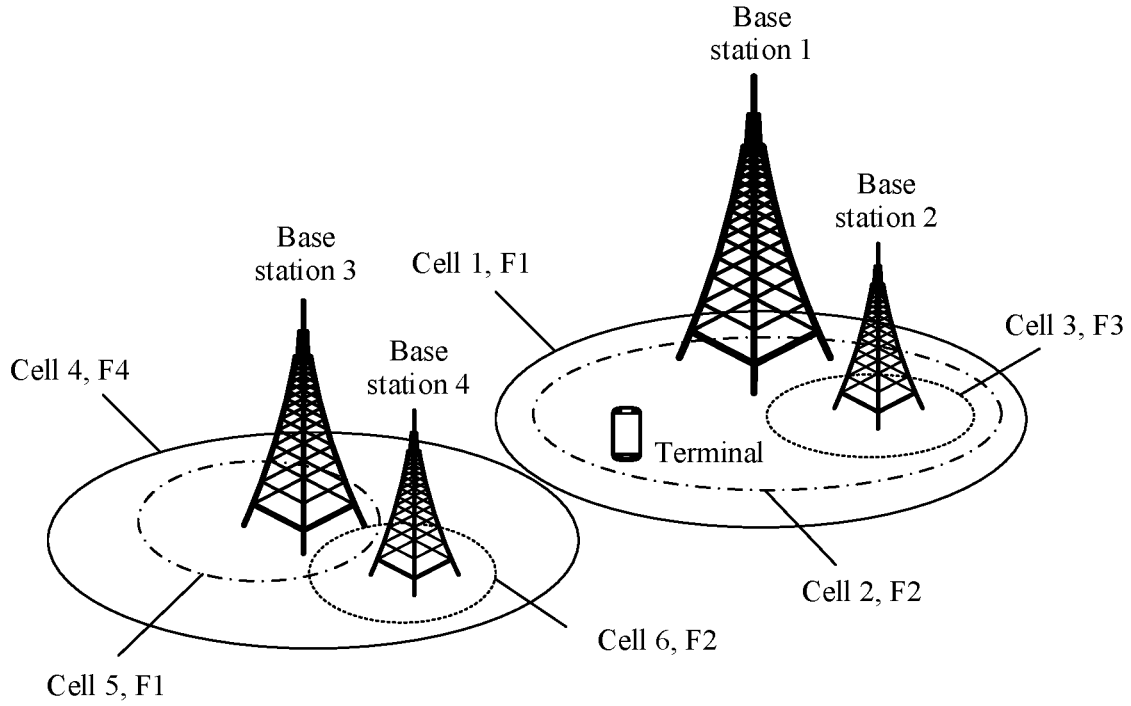 Base
station 1
Base
station 2
Base
station 3
Cell 1, F1
Cell 3, F3
Base
station 4
Cell 4, F4
Terminal
Cell 2, F2
Cell 6, F2
Cell 5, F1